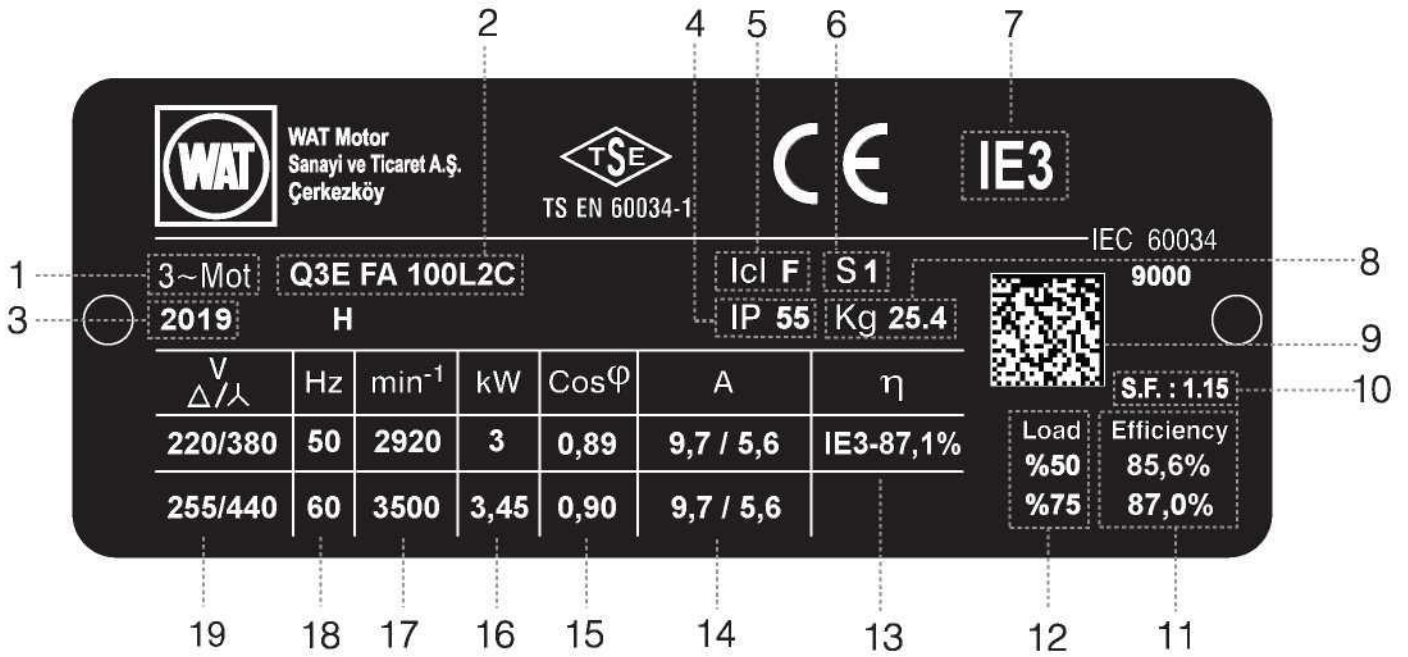 2 4 5 6 7
WAT
WAT Motor
Sanayi ve Ticaret A.Ş.
Çerkezköy
TSE
TS EN 60034-1
CE
IE3
IEC 60034
9000
1 3~Mot Q3E FA 100L2C Icl F S 1 8
3 2019 H IP 55 Kg 25.4
9
S.F. : 1.15 10
V Δ/⅄ Hz min⁻¹ kW Cosφ A η
220/380 50 2920 3 0,89 9,7 / 5,6 IE3-87,1%
255/440 60 3500 3,45 0,90 9,7 / 5,6
Load Efficiency
%50 85,6%
%75 87,0%
19 18 17 16 15 14 13 12 11